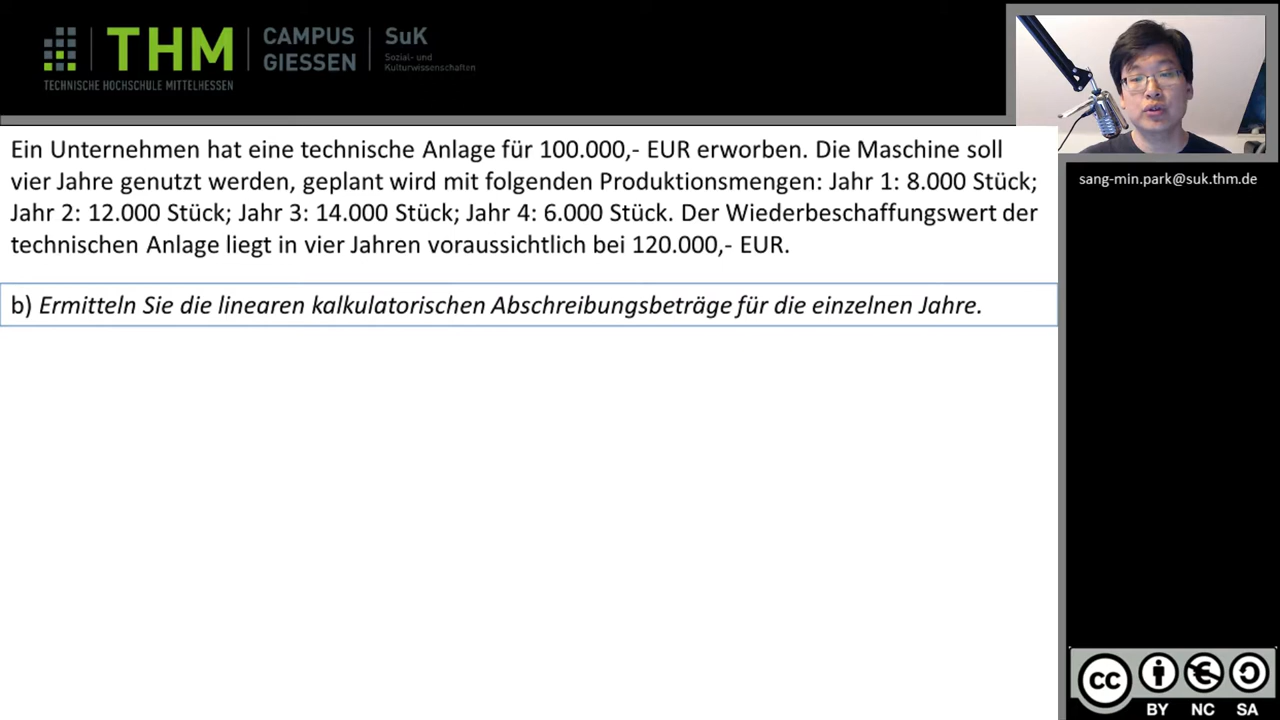 THM
CAMPUS
GIESSEN
SuK
Sozial- und
Kulturwissenschaften
TECHNISCHE HOCHSCHULE MITTELHESSEN
Ein Unternehmen hat eine technische Anlage für 100.000,- EUR erworben. Die Maschine soll
vier Jahre genutzt werden, geplant wird mit folgenden Produktionsmengen: Jahr 1: 8.000 Stück;
Jahr 2: 12.000 Stück; Jahr 3: 14.000 Stück; Jahr 4: 6.000 Stück. Der Wiederbeschaffungswert der
technischen Anlage liegt in vier Jahren voraussichtlich bei 120.000,- EUR.
b) Ermitteln Sie die linearen kalkulatorischen Abschreibungsbeträge für die einzelnen Jahre.
sang-min.park@suk.thm.de
CC
BY NC SA